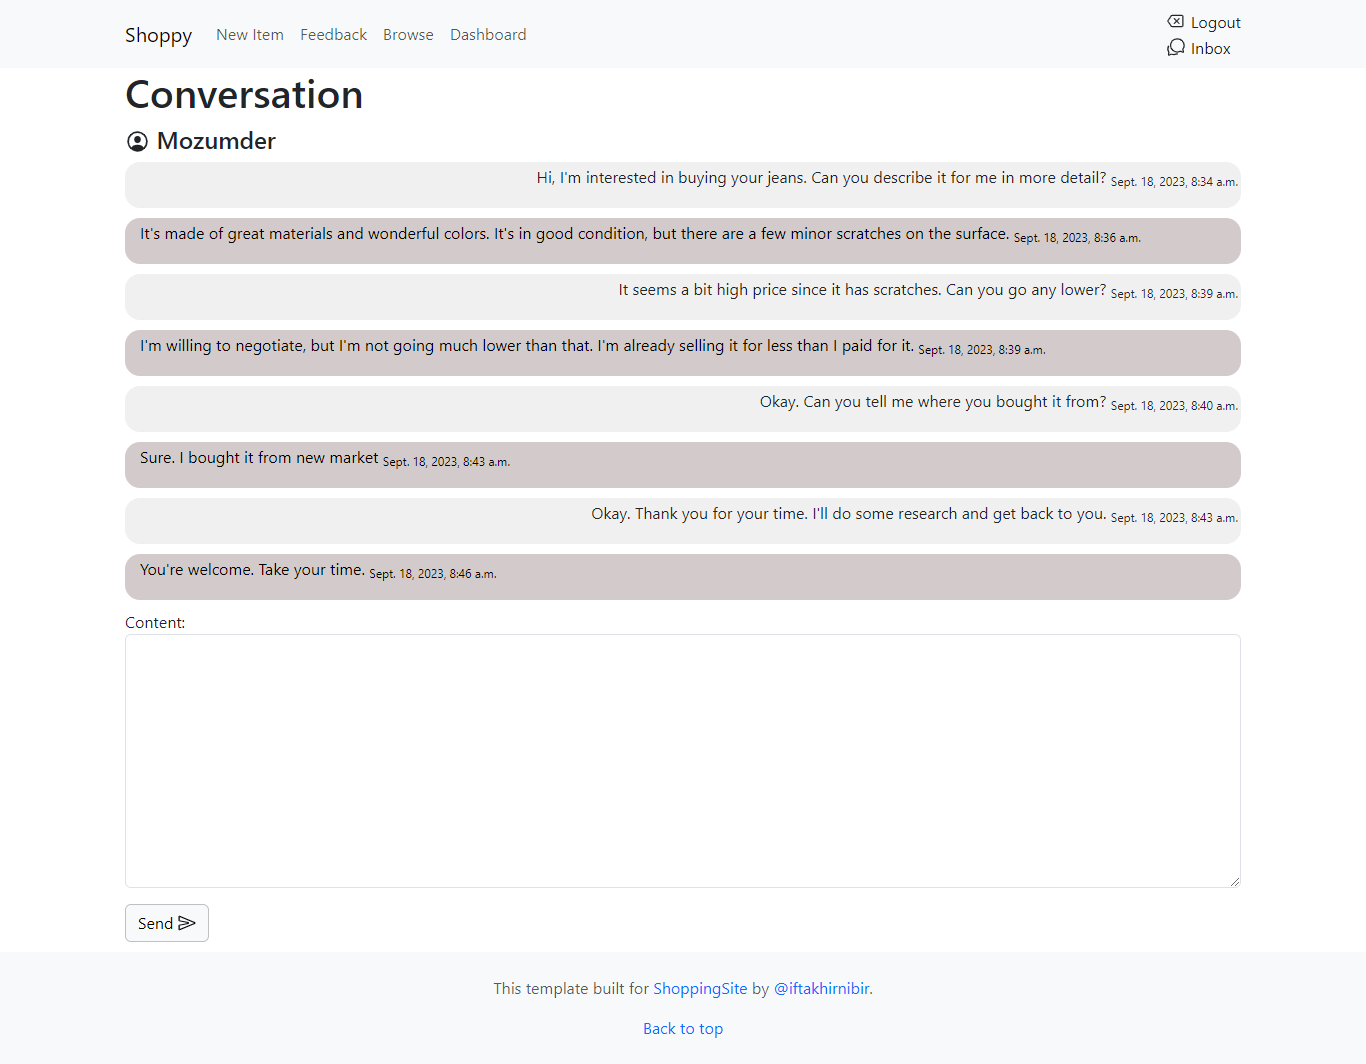 Shoppy New Item Feedback Browse Dashboard
Logout
Inbox
Conversation
Mozumder
Hi, I'm interested in buying your jeans. Can you describe it for me in more detail? Sept. 18, 2023, 8:34 a.m.
It's made of great materials and wonderful colors. It's in good condition, but there are a few minor scratches on the surface. Sept. 18, 2023, 8:36 a.m.
It seems a bit high price since it has scratches. Can you go any lower? Sept. 18, 2023, 8:39 a.m.
I'm willing to negotiate, but I'm not going much lower than that. I'm already selling it for less than I paid for it. Sept. 18, 2023, 8:39 a.m.
Okay. Can you tell me where you bought it from? Sept. 18, 2023, 8:40 a.m.
Sure. I bought it from new market Sept. 18, 2023, 8:43 a.m.
Okay. Thank you for your time. I'll do some research and get back to you. Sept. 18, 2023, 8:43 a.m.
You're welcome. Take your time. Sept. 18, 2023, 8:46 a.m.
Content:
Send
This template built for ShoppingSite by @iftakhirnibir.
Back to top